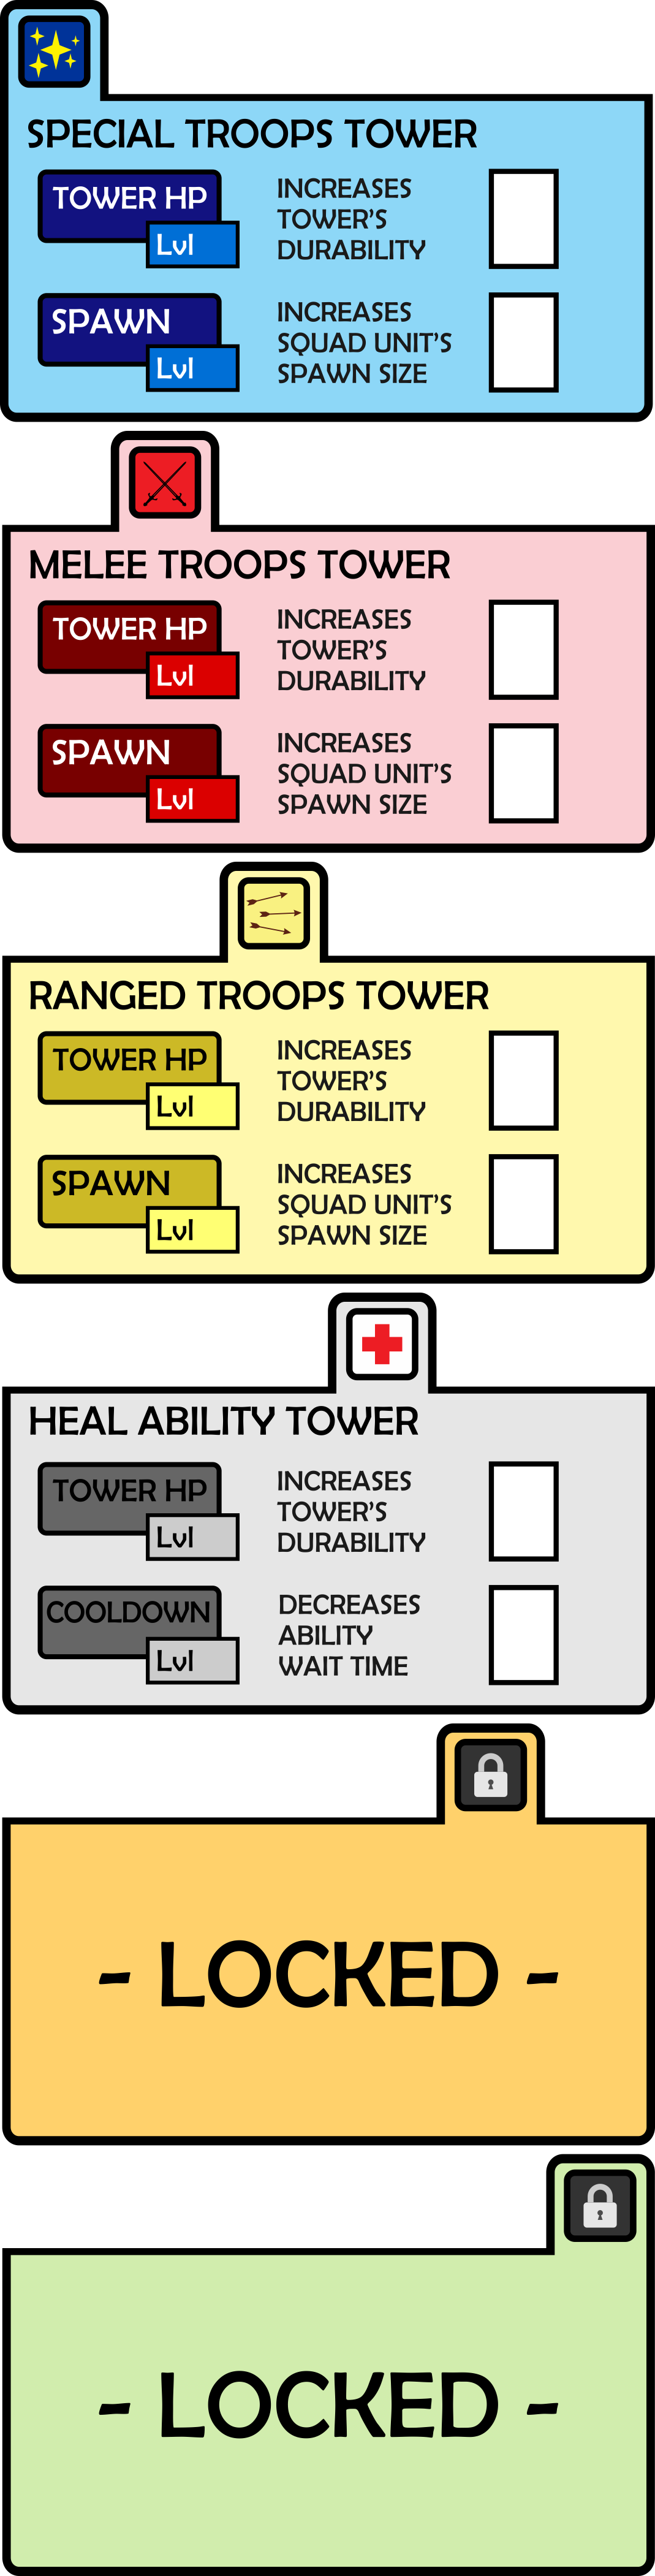 SPECIAL TROOPS TOWER
TOWER HP
Lvl
INCREASES
TOWER'S
DURABILITY
SPAWN
Lvl
INCREASES
SQUAD UNIT'S
SPAWN SIZE
MELEE TROOPS TOWER
TOWER HP
Lvl
INCREASES
TOWER'S
DURABILITY
SPAWN
Lvl
INCREASES
SQUAD UNIT'S
SPAWN SIZE
RANGED TROOPS TOWER
TOWER HP
Lvl
INCREASES
TOWER'S
DURABILITY
SPAWN
Lvl
INCREASES
SQUAD UNIT'S
SPAWN SIZE
HEAL ABILITY TOWER
TOWER HP
Lvl
INCREASES
TOWER'S
DURABILITY
COOLDOWN
Lvl
DECREASES
ABILITY
WAIT TIME
- LOCKED -
- LOCKED -